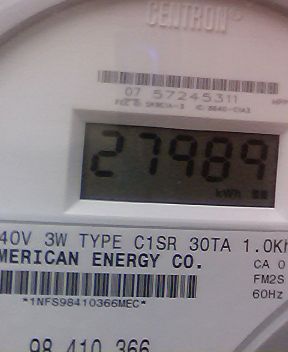 CENTRON®
07 57245311
27989
kWh
40V 3W TYPE C1SR 30TA 1.0Kh
MERICAN ENERGY CO.
CA 0
FM2S
60Hz
*1NFS98410366MEC*
98 410 366